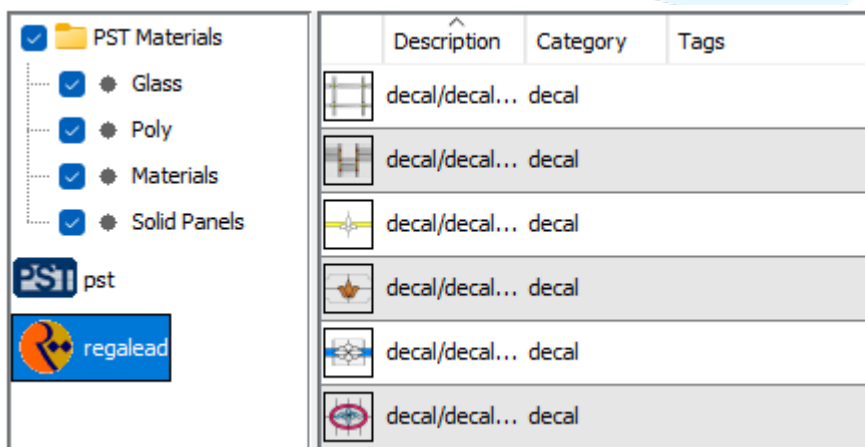 PST Materials
Glass
Poly
Materials
Solid Panels
PST pst
regalead
Description Category Tags
decal/decal... decal
decal/decal... decal
decal/decal... decal
decal/decal... decal
decal/decal... decal
decal/decal... decal